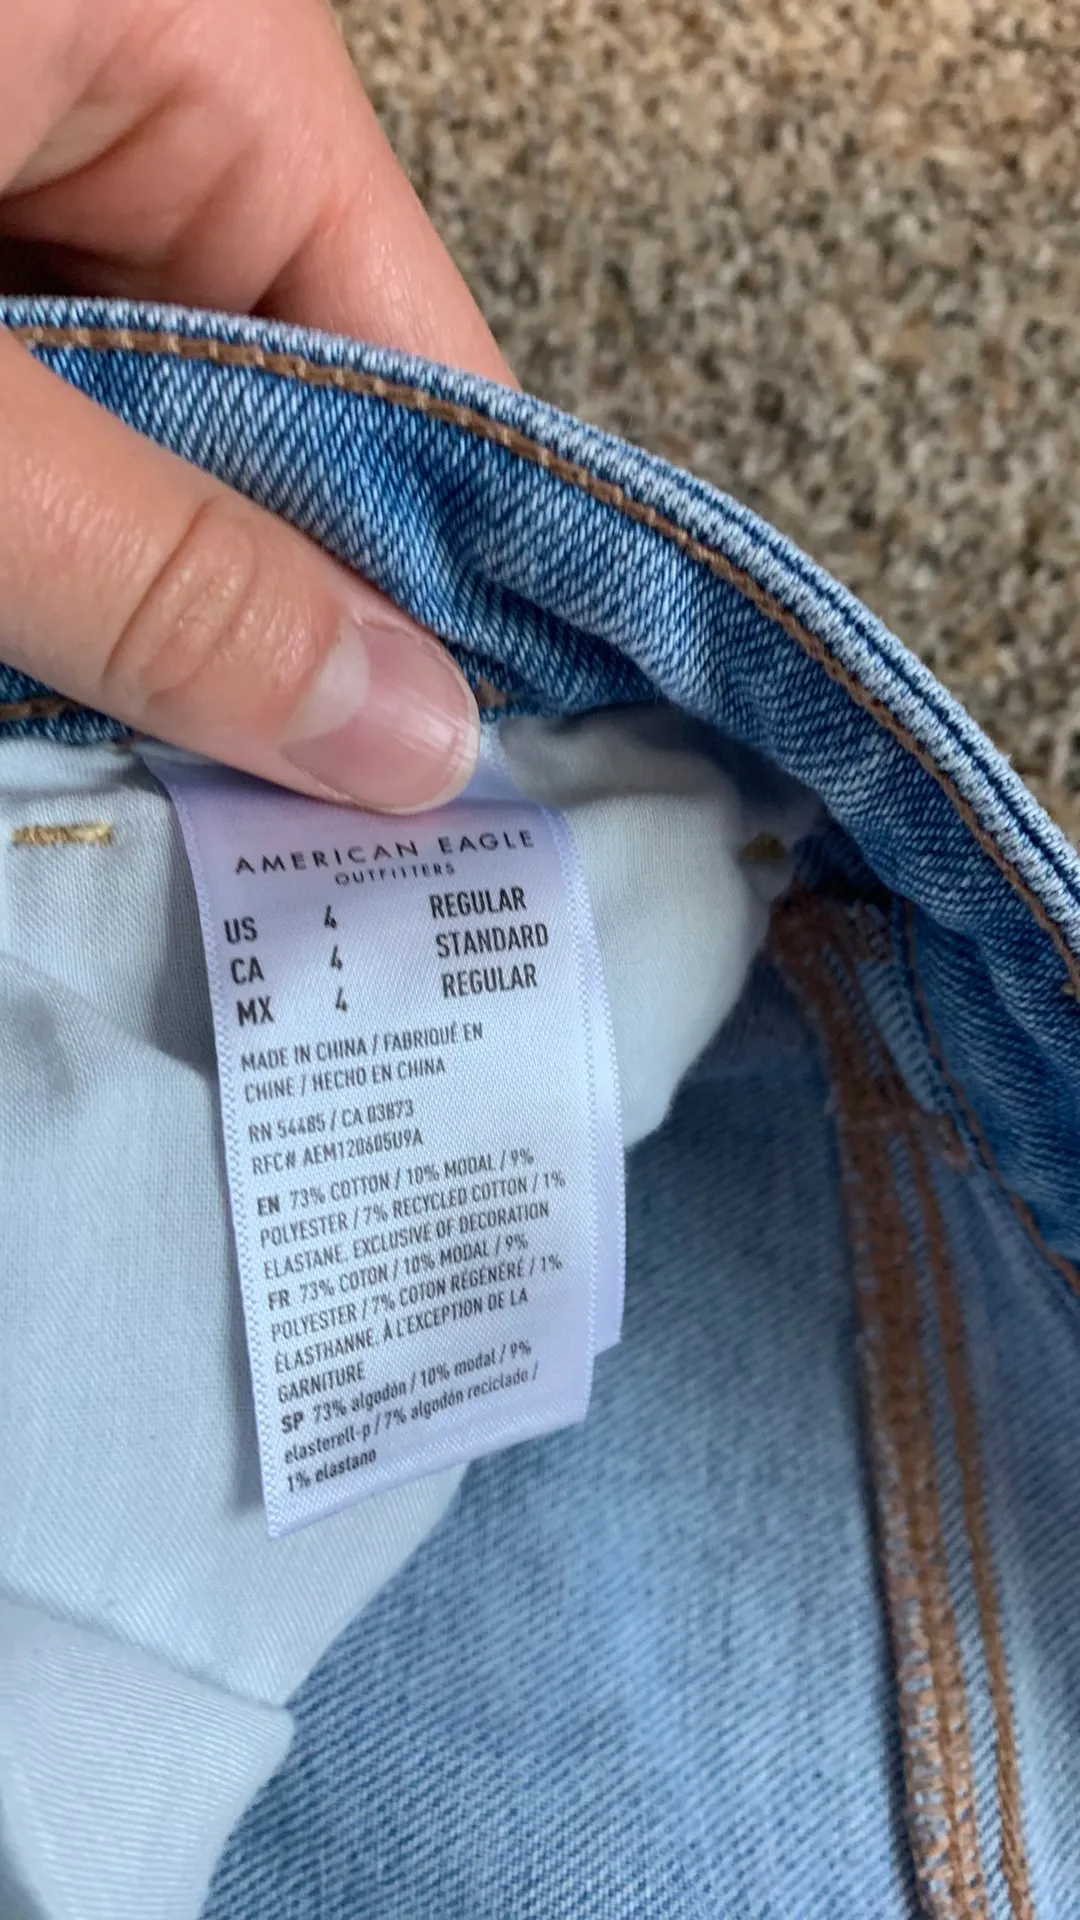 AMERICAN EAGLE
OUTFITTERS
US 4 REGULAR
CA 4 STANDARD
MX 4 REGULAR
MADE IN CHINA / FABRIQUÉ EN
CHINE / HECHO EN CHINA
RN 54485 / CA 03873
RFC# AEM120605U9A
EN 73% COTTON / 10% MODAL / 9%
POLYESTER / 7% RECYCLED COTTON / 1%
ELASTANE. EXCLUSIVE OF DECORATION
FR 73% COTON / 10% MODAL / 9%
POLYESTER / 7% COTON RÉGÉNÉRÉ / 1%
ÉLASTHANNE. À L'EXCEPTION DE LA
GARNITURE
SP 73% algodón / 10% modal / 9%
elasterell-p / 7% algodón reciclado /
1% elastano